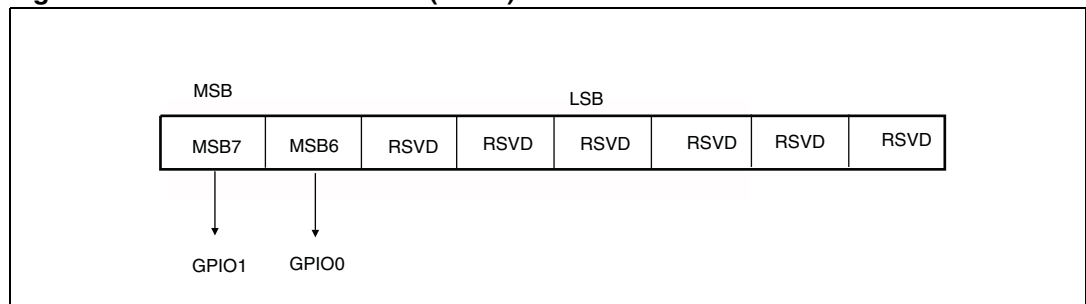 MSB LSB
MSB7 MSB6 RSVD RSVD RSVD RSVD RSVD RSVD
GPIO1 GPIO0